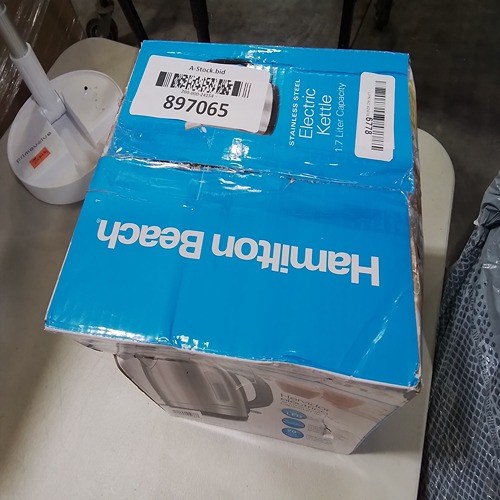 A-Stock.bid
897065
STAINLESS STEEL
Electric
Kettle
1.7 Liter Capacity
6778
Hamilton Beach